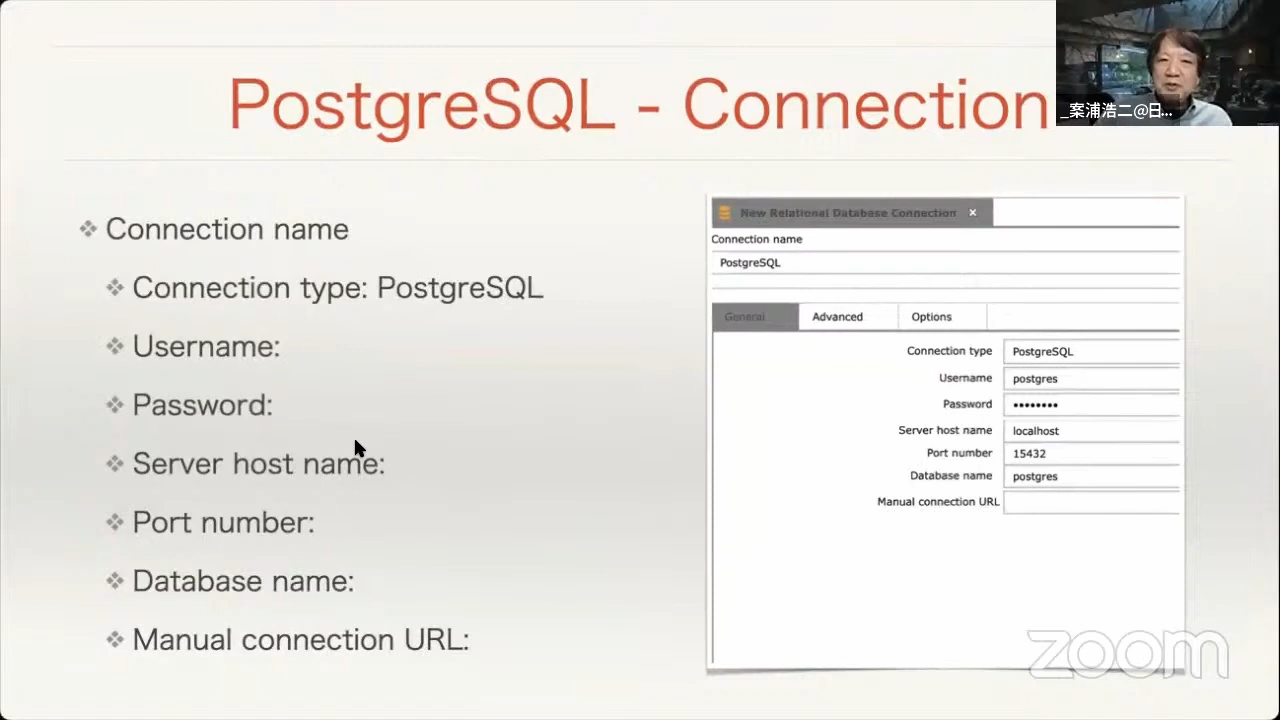 PostgreSQL - Connection
_案浦浩二@日...
Connection name
Connection type: PostgreSQL
Username:
Password:
Server host name:
Port number:
Database name:
Manual connection URL:
New Relational Database Connection
Connection name
PostgreSQL
General Advanced Options
Connection type PostgreSQL
Username postgres
Password ••••••••
Server host name localhost
Port number 15432
Database name postgres
Manual connection URL
zoom